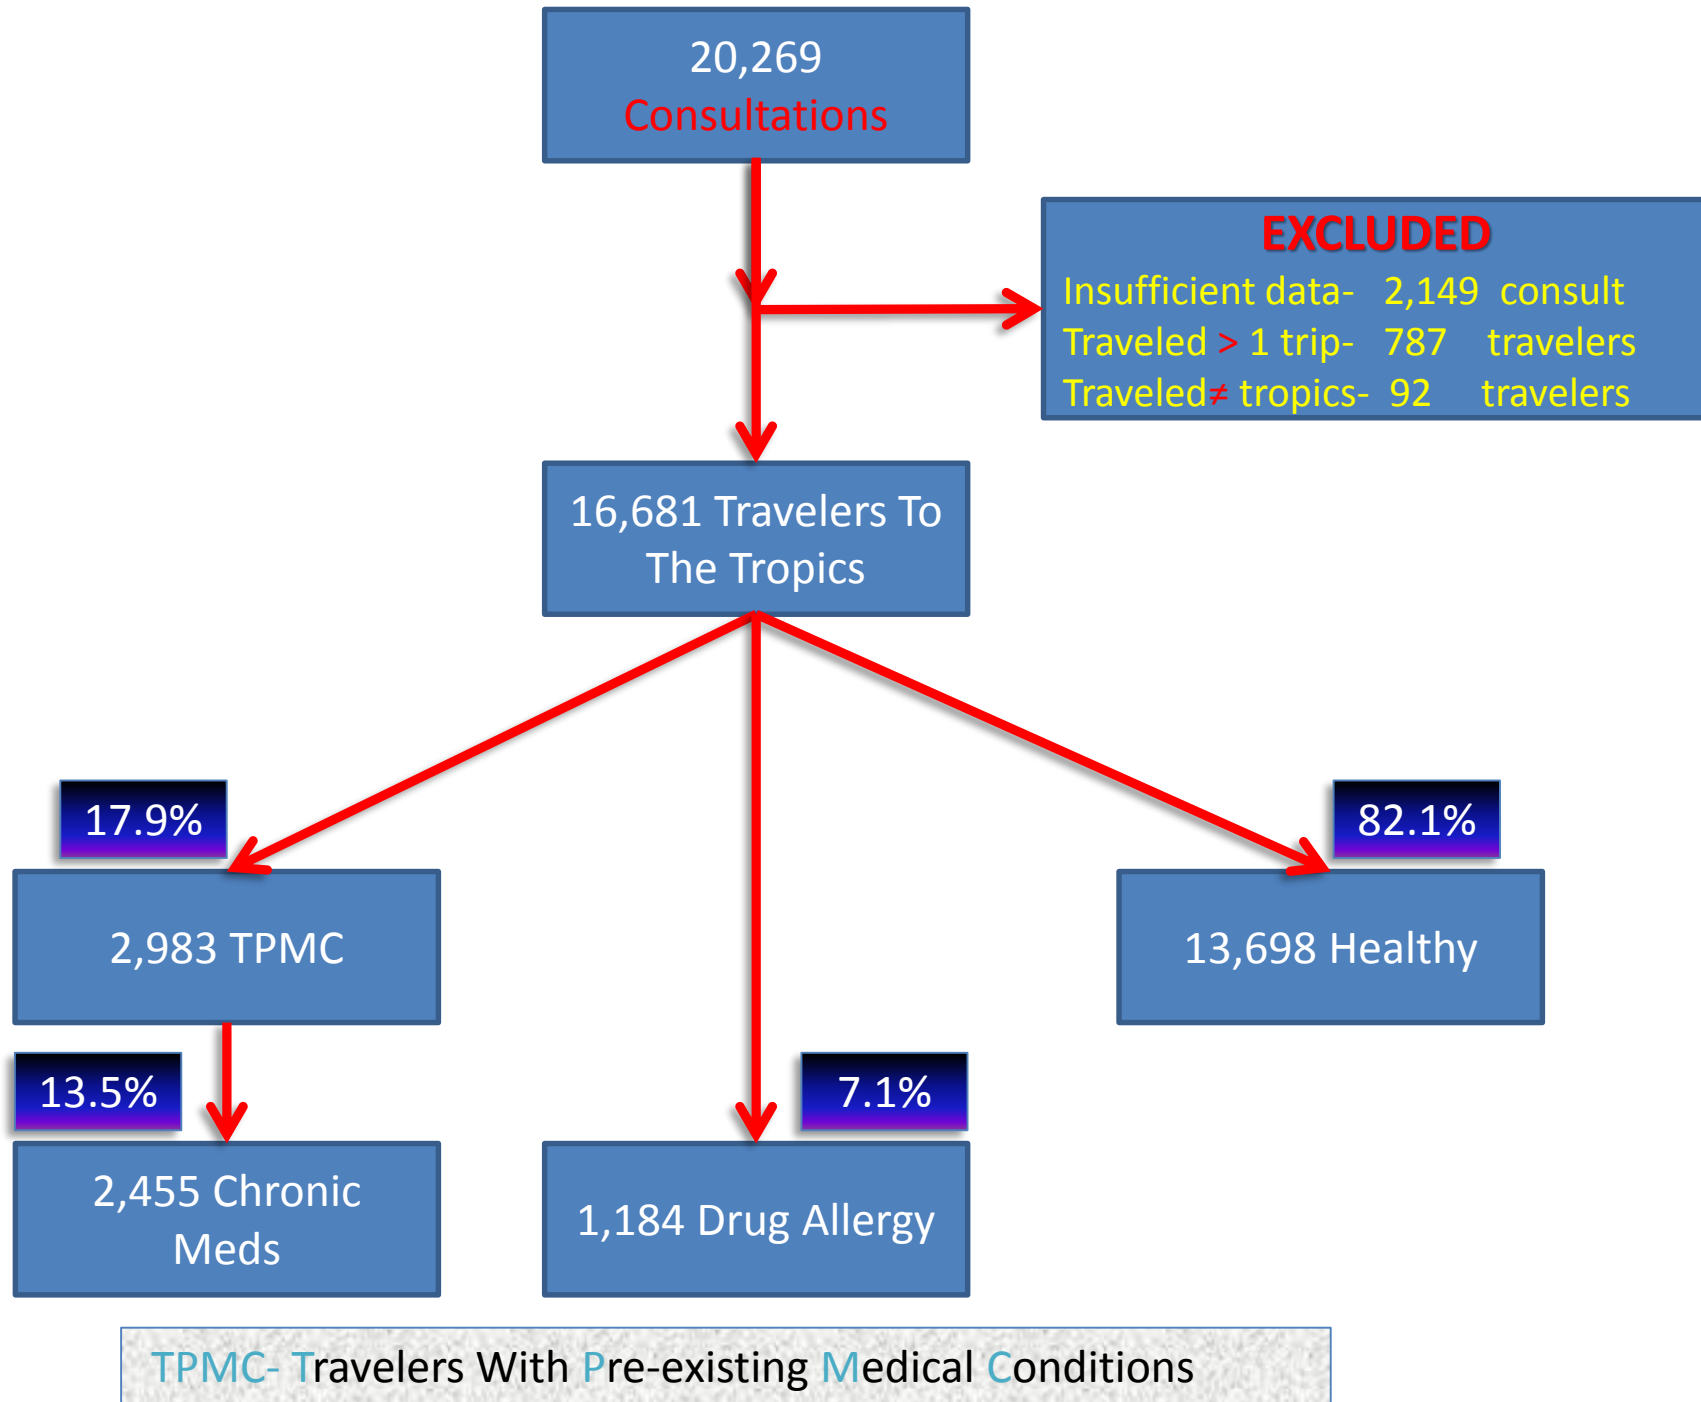 20,269
Consultations
EXCLUDED
Insufficient data- 2,149 consult
Traveled > 1 trip- 787 travelers
Traveled≠ tropics- 92 travelers
16,681 Travelers To
The Tropics
17.9%
82.1%
2,983 TPMC
13,698 Healthy
13.5%
7.1%
2,455 Chronic
Meds
1,184 Drug Allergy
TPMC- Travelers With Pre-existing Medical Conditions